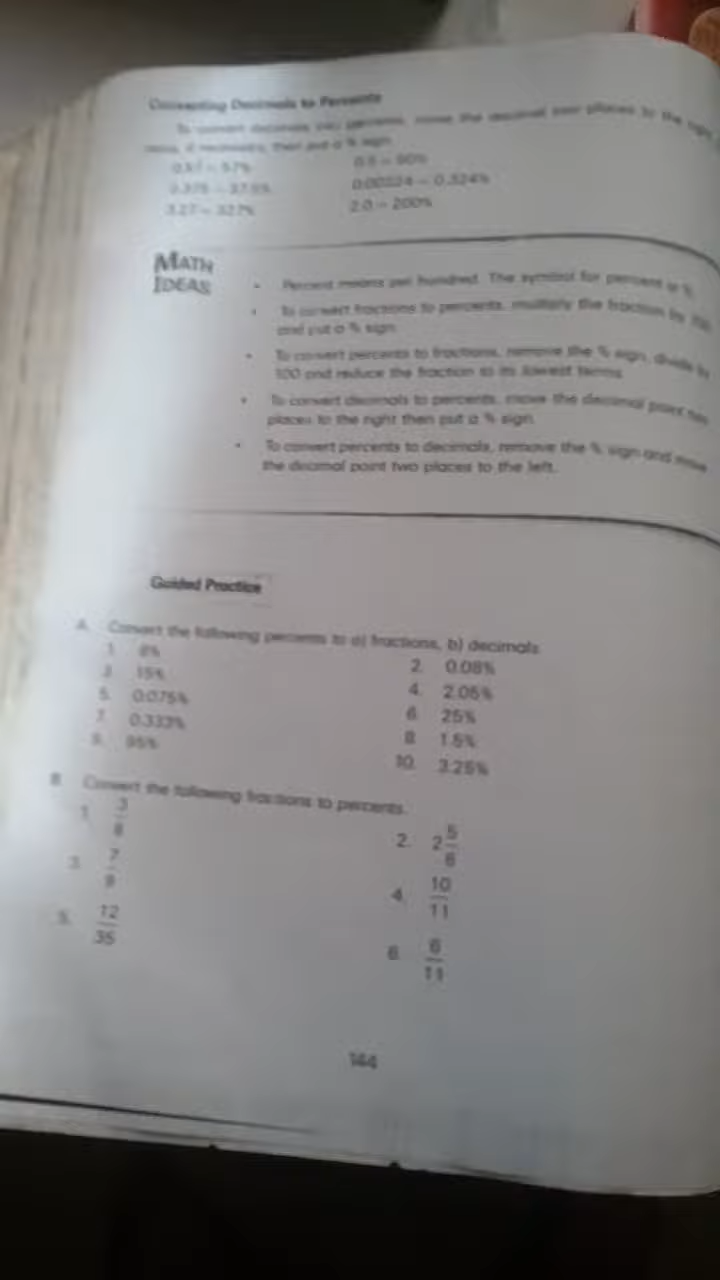 Converting Decimals to Percents
To convert decimals into percents, move the decimal two places to the right
then put a % sign.
0.57 = 57%
0.375 = 37.5%
0.00324 = 0.324%
3.27 = 327%
2.0 = 200%
MATH
IDEAS
• Percent means per hundred. The symbol for percent is %.
• To convert fractions to percents, multiply the fraction by 100
and put a % sign.
• To convert percents to fractions, remove the % sign, divide by
100 and reduce the fraction to its lowest terms.
• To convert decimals to percents, move the decimal point two
places to the right then put a % sign.
• To convert percents to decimals, remove the % sign and move
the decimal point two places to the left.
Guided Practice
A. Convert the following percents to a) fractions, b) decimals
1. 8%
2. 0.08%
3. 15%
4. 2.05%
5. 0.075%
6. 25%
7. 0.333%
8. 1.5%
9. 95%
10. 3.25%
B. Convert the following fractions to percents.
1. 3/8
2. 2 5/6
3. 7/9
4. 10/11
5. 12/35
6. 6/11
144